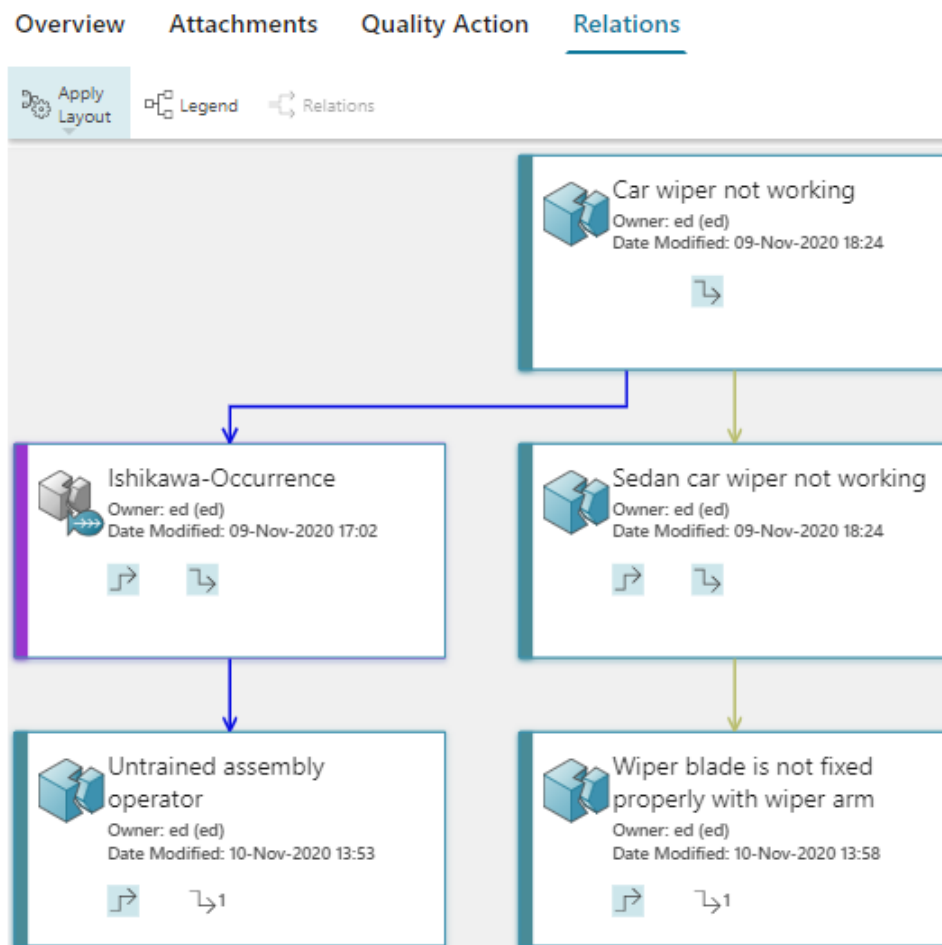 Overview Attachments Quality Action Relations
Apply
Layout
Legend
Relations
Car wiper not working
Owner: ed (ed)
Date Modified: 09-Nov-2020 18:24
Ishikawa-Occurrence
Owner: ed (ed)
Date Modified: 09-Nov-2020 17:02
Sedan car wiper not working
Owner: ed (ed)
Date Modified: 09-Nov-2020 18:24
Untrained assembly
operator
Owner: ed (ed)
Date Modified: 10-Nov-2020 13:53
1
Wiper blade is not fixed
properly with wiper arm
Owner: ed (ed)
Date Modified: 10-Nov-2020 13:58
1